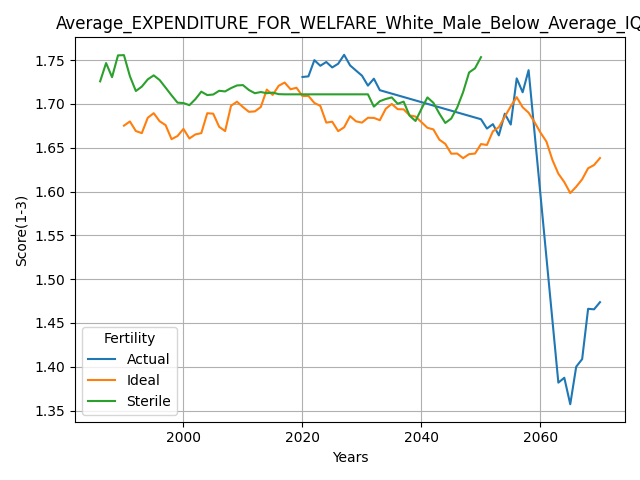 Average_EXPENDITURE_FOR_WELFARE_White_Male_Below_Average_IQ
1.75
1.70
1.65
1.60
1.55
1.50
1.45
1.40
1.35
Score(1-3)
Fertility
Actual
Ideal
Sterile
2000
2020
2040
2060
Years